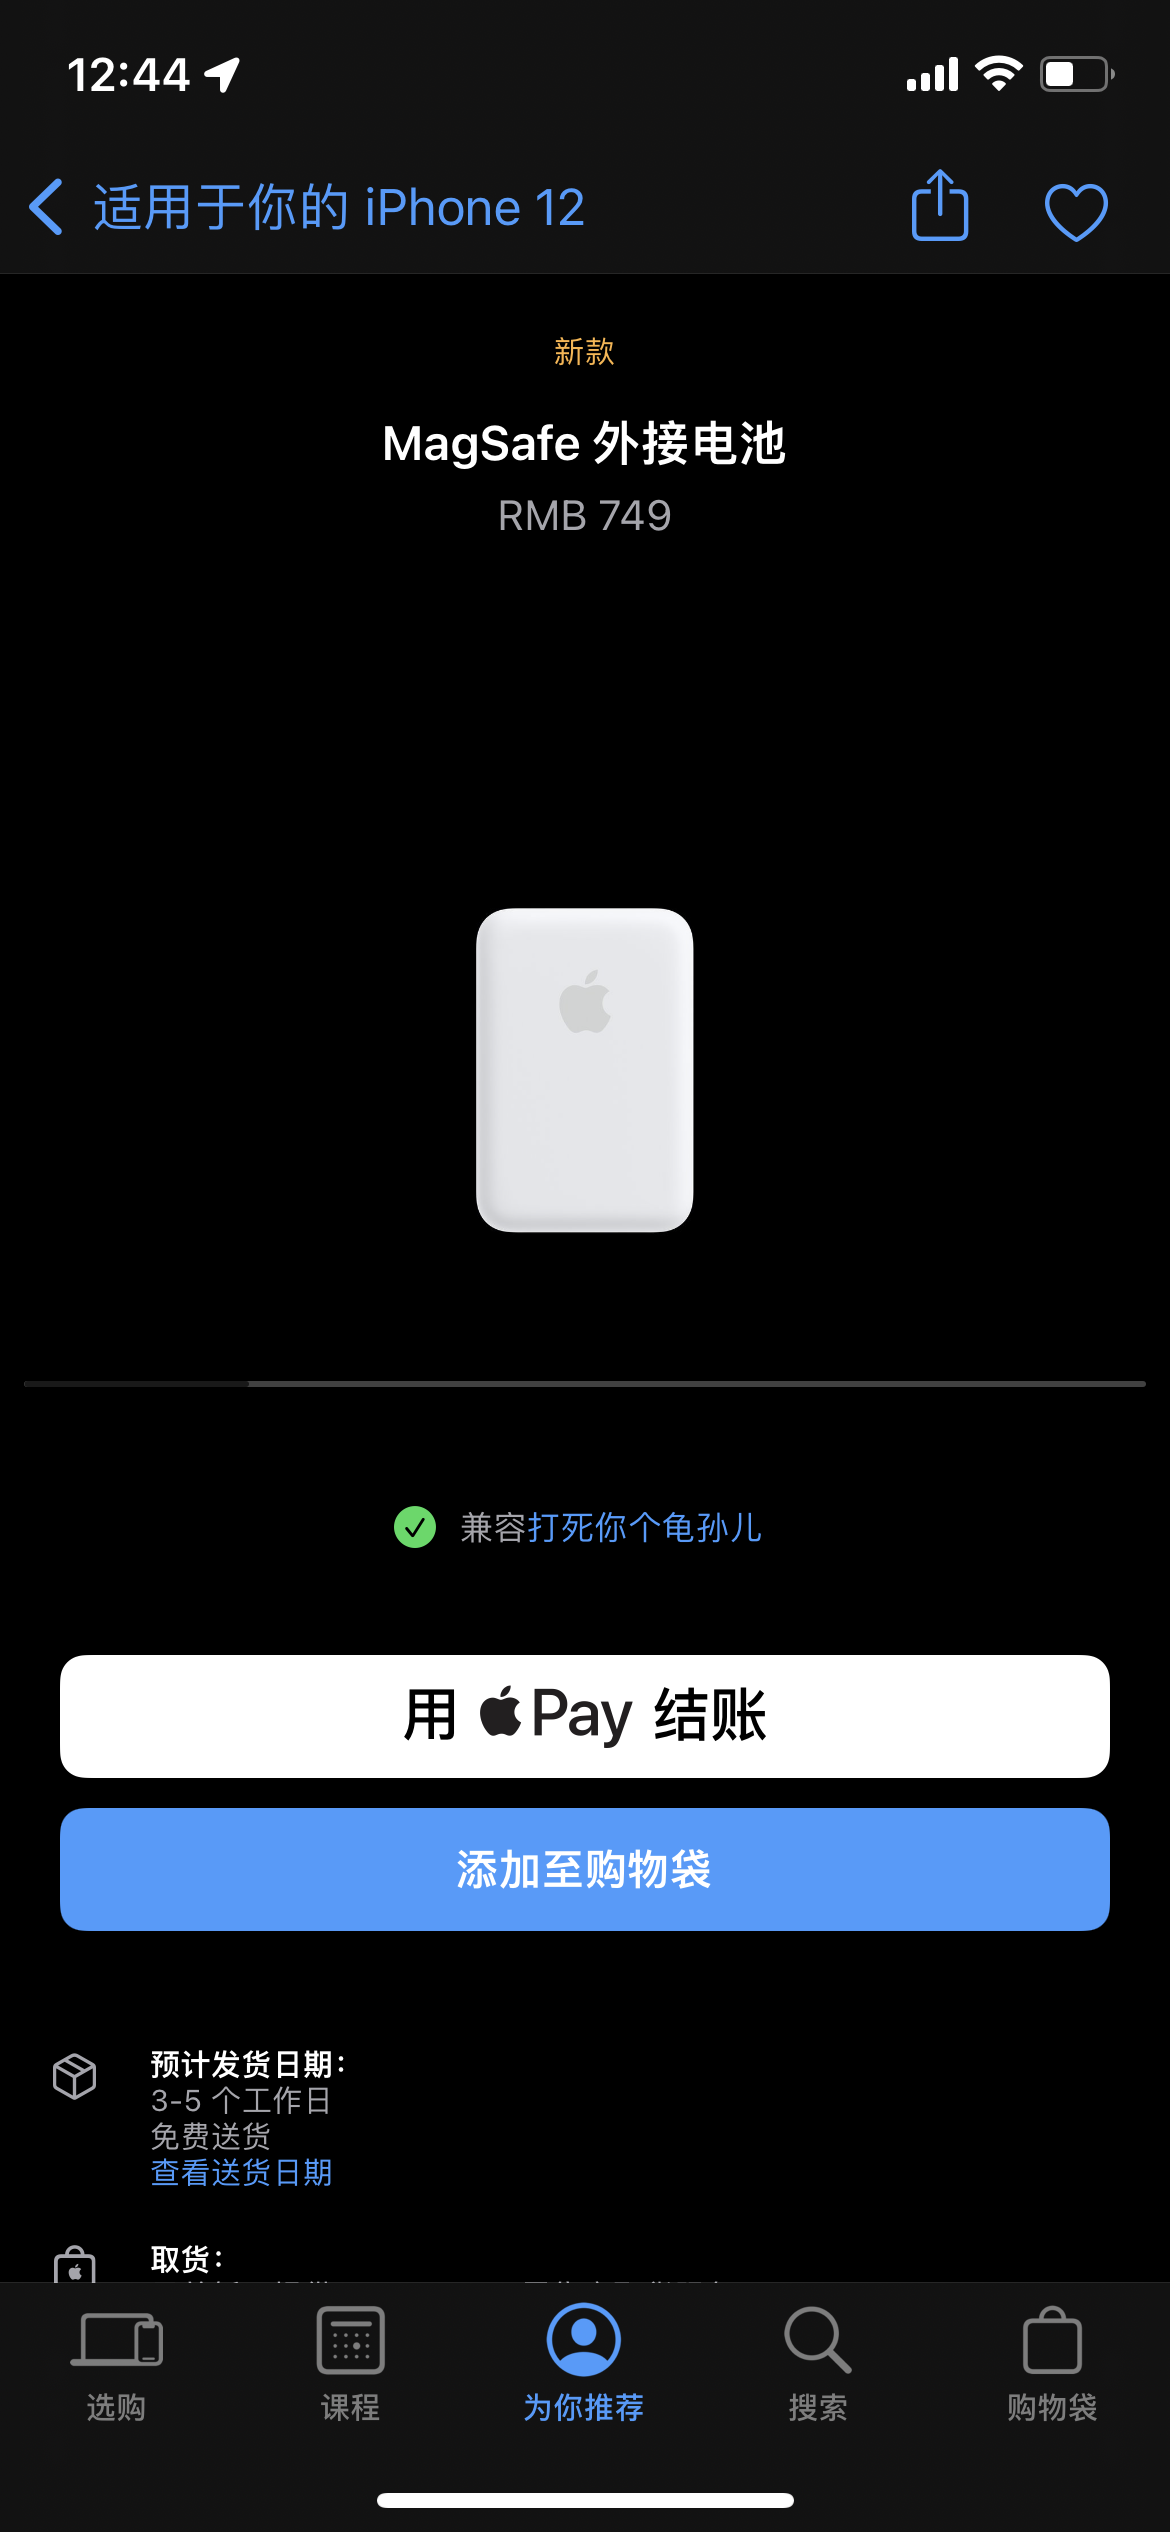 12:44
适用于你的 iPhone 12
新款
MagSafe 外接电池
RMB 749
兼容打死你个龟孙儿
用 Pay 结账
添加至购物袋
预计发货日期：
3-5 个工作日
免费送货
查看送货日期
取货：
选购
课程
为你推荐
搜索
购物袋